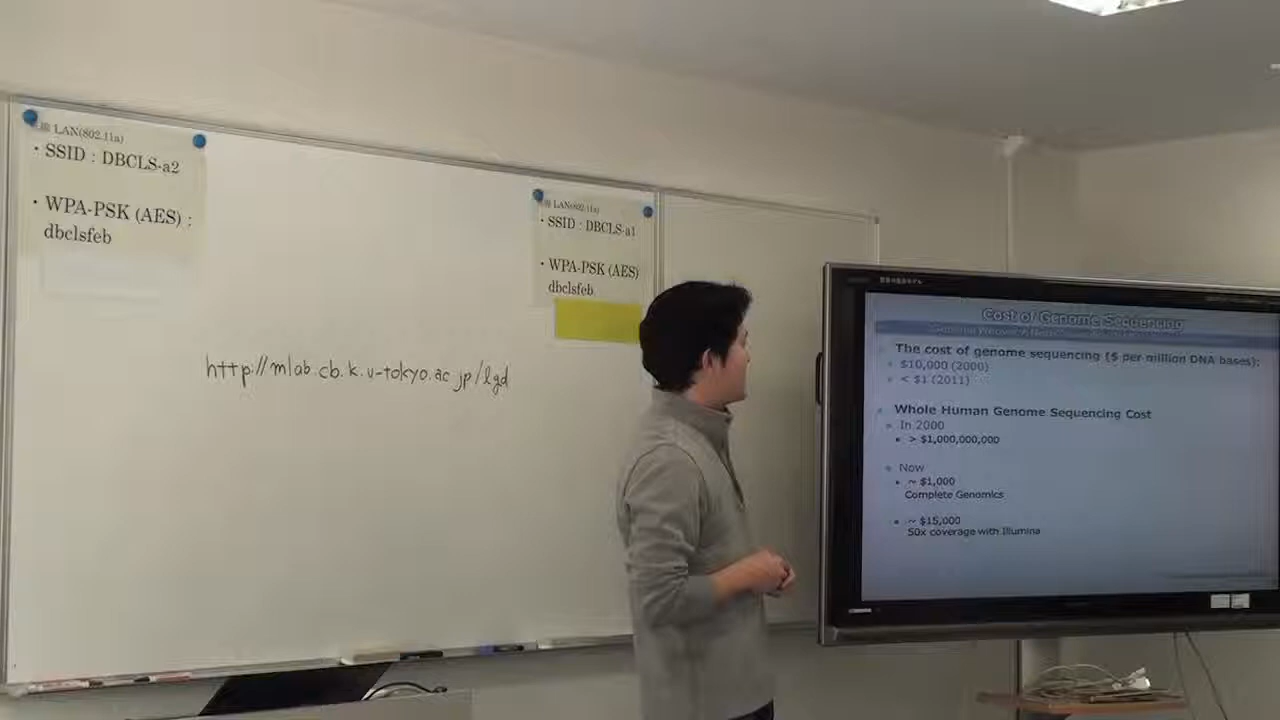 LAN(802.11a)
・SSID : DBCLS-a2
・WPA-PSK (AES) :
dbclsfeb
LAN(802.11a)
・SSID : DBCLS-a1
・WPA-PSK (AES)
dbclsfeb
http://mlab.cb.k.u-tokyo.ac.jp/lgd
Cost of Genome Sequencing
The cost of genome sequencing ($ per million DNA bases):
$10,000 (2000)
< $1 (2011)
Whole Human Genome Sequencing Cost
In 2000
> $1,000,000,000
Now
~ $1,000
Complete Genomics
~ $15,000
50x coverage with Illumina